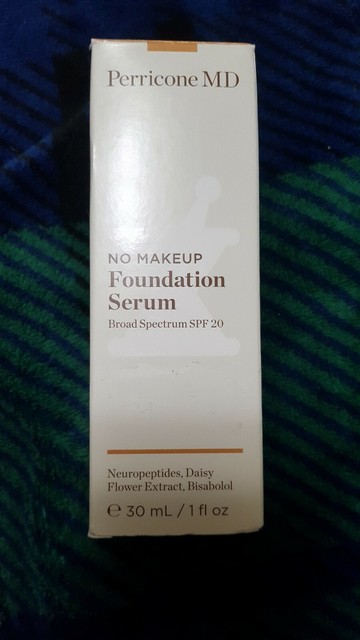 Perricone MD
NO MAKEUP
Foundation
Serum
Broad Spectrum SPF 20
Neuropeptides, Daisy
Flower Extract, Bisabolol
℮ 30 mL / 1 fl oz